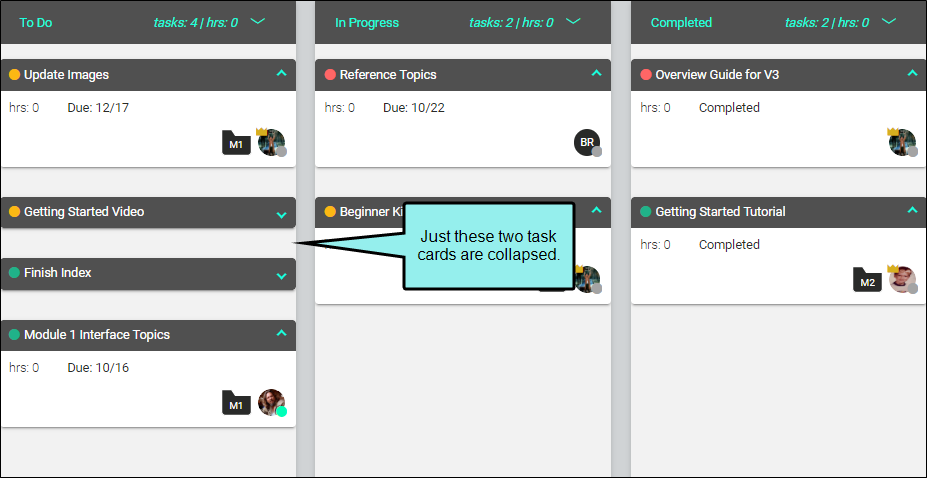 To Do
tasks: 4 | hrs: 0
Update Images
hrs: 0
Due: 12/17
M1
Getting Started Video
Finish Index
Module 1 Interface Topics
hrs: 0
Due: 10/16
M1
In Progress
tasks: 2 | hrs: 0
Reference Topics
hrs: 0
Due: 10/22
BR
Beginner
Just these two task
cards are collapsed.
Completed
tasks: 2 | hrs: 0
Overview Guide for V3
hrs: 0
Completed
Getting Started Tutorial
hrs: 0
Completed
M2